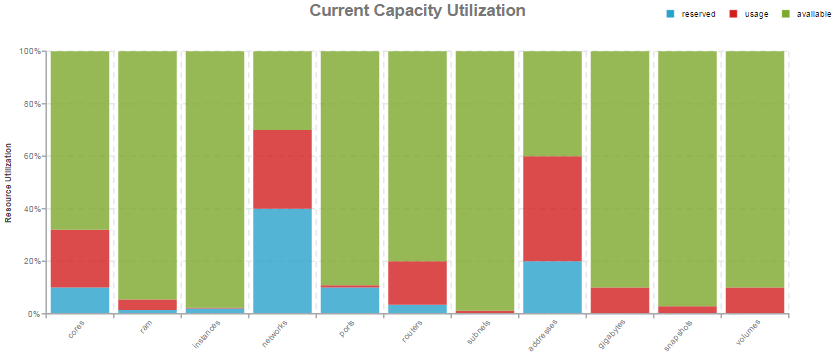 Current Capacity Utilization
reserved usage available
Resource Utilization
100%
80%
60%
40%
20%
0%
cores
ram
instances
networks
ports
routers
subnets
addresses
gigabytes
snapshots
volumes